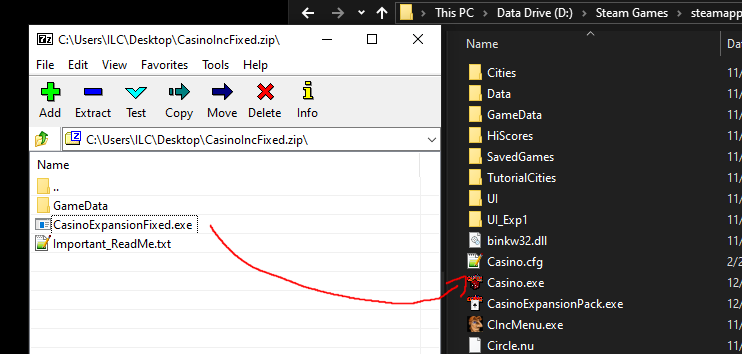 This PC > Data Drive (D:) > Steam Games > steamapp
7z C:\Users\ILC\Desktop\CasinoIncFixed.zip\
File Edit View Favorites Tools Help
Add Extract Test Copy Move Delete Info
C:\Users\ILC\Desktop\CasinoIncFixed.zip\
Name
..
GameData
CasinoExpansionFixed.exe
Important_ReadMe.txt
Name Da
Cities 11/
Data 11/
GameData 11/
HiScores 11/
SavedGames 11/
TutorialCities 11/
UI 11/
UI_Exp1 11/
binkw32.dll 11/
Casino.cfg 2/2
Casino.exe 12/
CasinoExpansionPack.exe 12/
CIncMenu.exe 11/
Circle.nu 11/